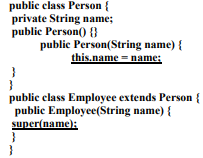 public class Person {
private String name;
public Person() {}
public Person(String name) {
this.name = name;
}
}
public class Employee extends Person {
public Employee(String name) {
super(name);
}
}